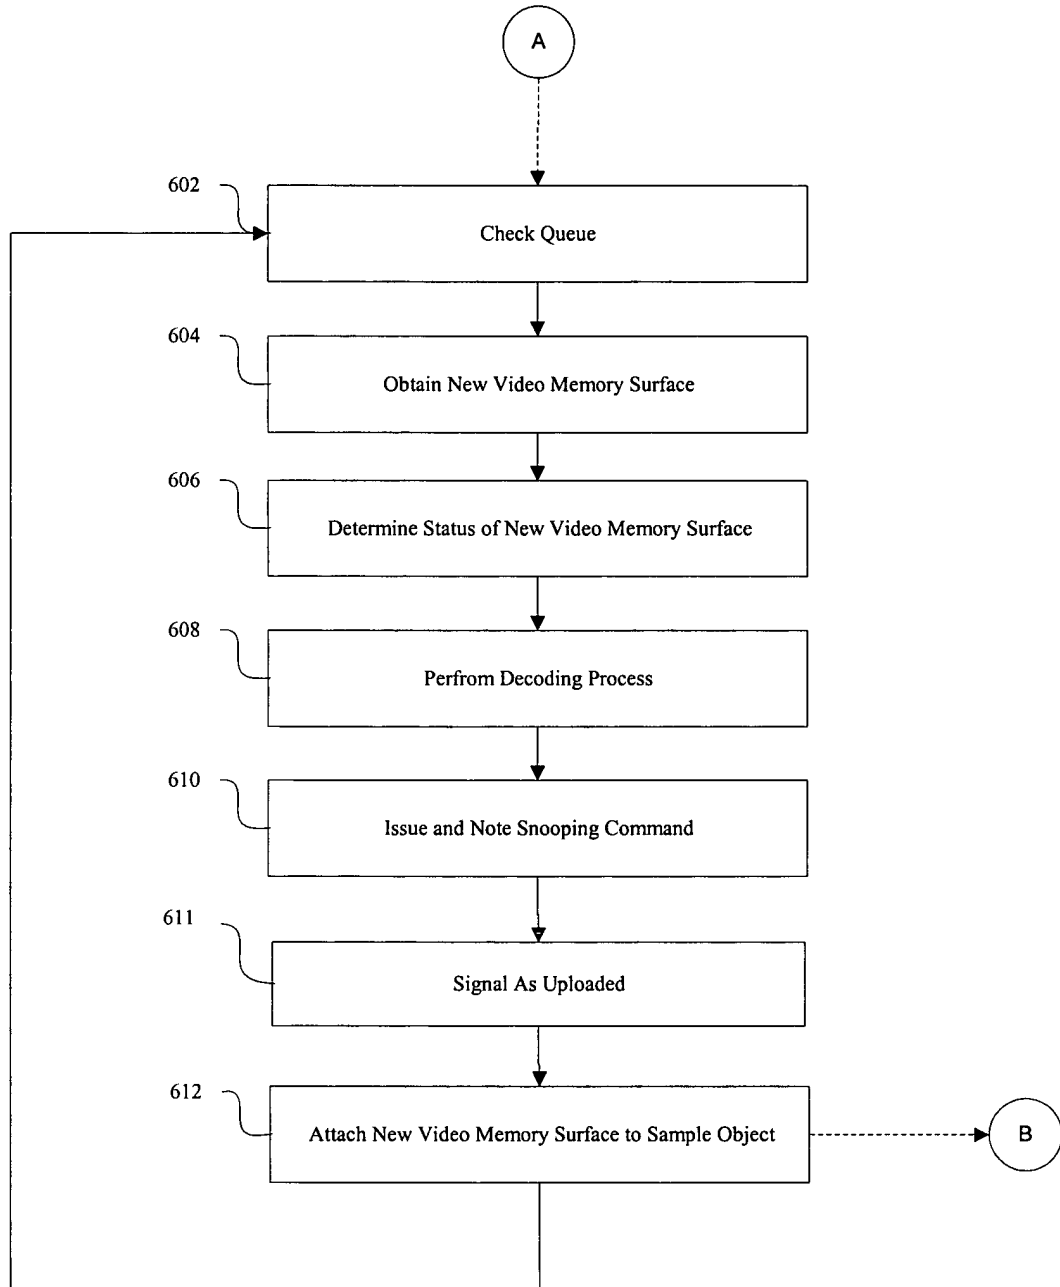 A
602
Check Queue
604
Obtain New Video Memory Surface
606
Determine Status of New Video Memory Surface
608
Perfrom Decoding Process
610
Issue and Note Snooping Command
611
Signal As Uploaded
612
Attach New Video Memory Surface to Sample Object
B